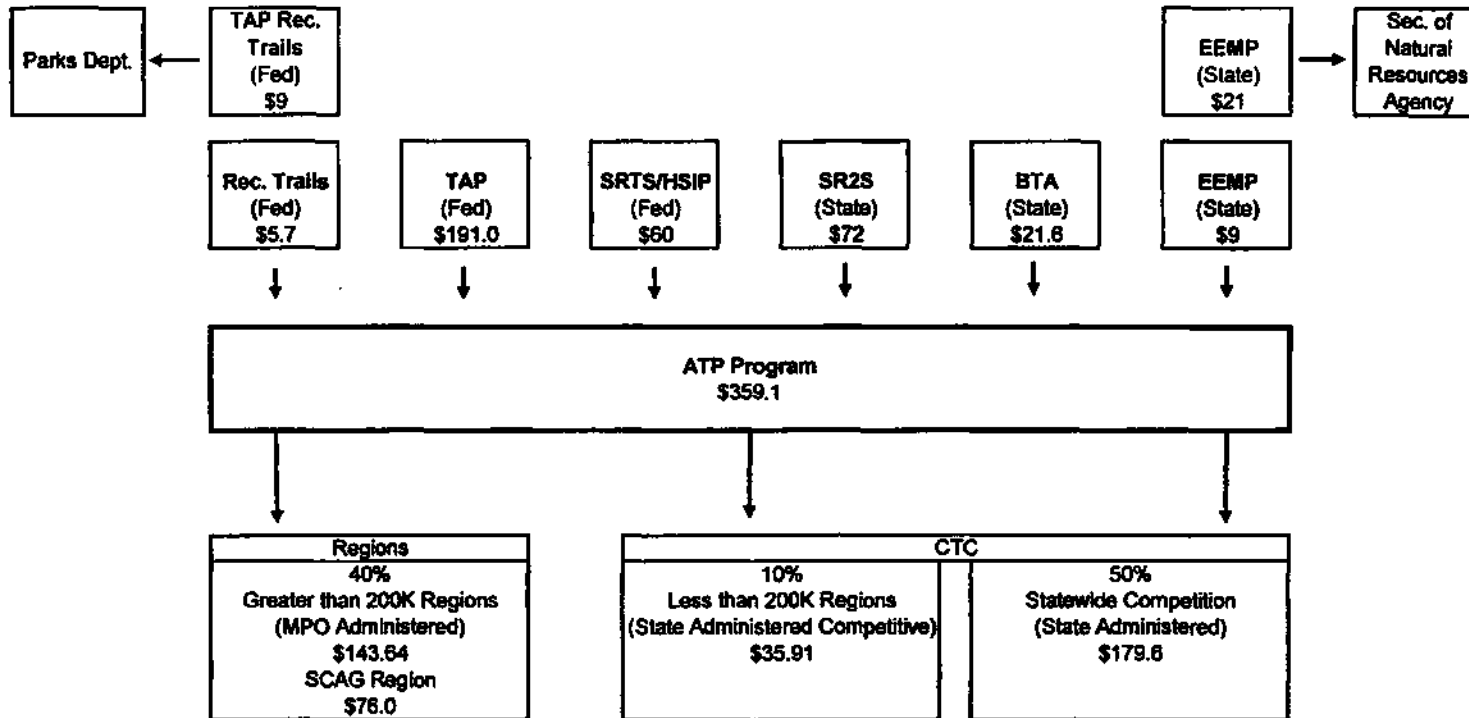 Parks Dept.
TAP Rec.
Trails
(Fed)
$9
EEMP
(State)
$21
Sec. of
Natural
Resources
Agency
Rec. Trails
(Fed)
$5.7
TAP
(Fed)
$191.0
SRTS/HSIP
(Fed)
$60
SR2S
(State)
$72
BTA
(State)
$21.6
EEMP
(State)
$9
ATP Program
$359.1
Regions
40%
Greater than 200K Regions
(MPO Administered)
$143.64
SCAG Region
$76.0
CTC
10%
Less than 200K Regions
(State Administered Competitive)
$35.91
50%
Statewide Competition
(State Administered)
$179.6